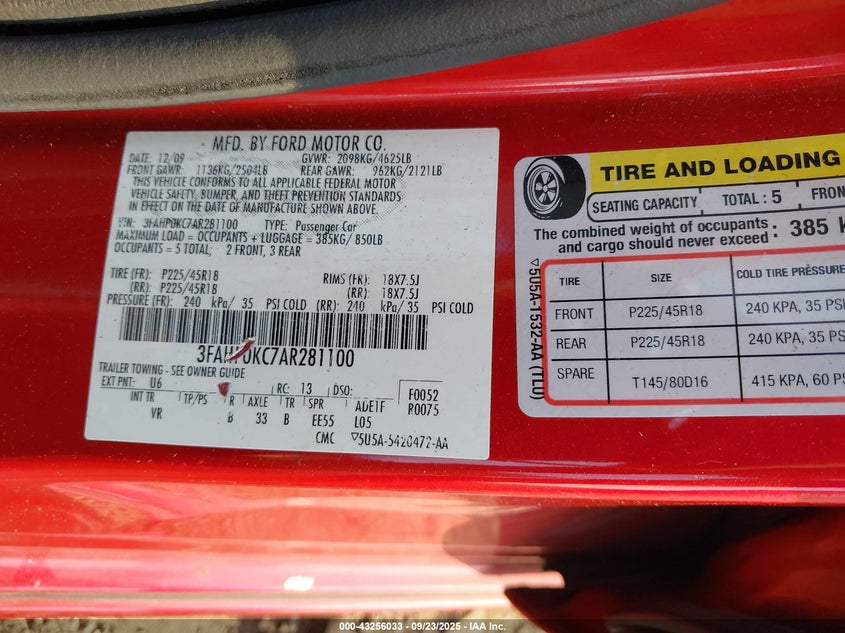 MFD. BY FORD MOTOR CO.
DATE: 12/09 GVWR: 2098KG/4625LB
FRONT GAWR: 1136KG/2504LB REAR GAWR: 962KG/2121LB
THIS VEHICLE CONFORMS TO ALL APPLICABLE FEDERAL MOTOR
VEHICLE SAFETY, BUMPER, AND THEFT PREVENTION STANDARDS
IN EFFECT ON THE DATE OF MANUFACTURE SHOWN ABOVE.
VIN: 3FAHP0KC7AR281100 TYPE: Passenger Car
MAXIMUM LOAD = OCCUPANTS + LUGGAGE = 385KG/850LB
OCCUPANTS = 5 TOTAL; 2 FRONT, 3 REAR
TIRE (FR): P225/45R18 RIMS (FR): 18X7.5J
(RR): P225/45R18 (RR): 18X7.5J
PRESSURE (FR): 240 kPa/ 35 PSI COLD (RR): 240 kPa/ 35 PSI COLD
3FAHP0KC7AR281100
TRAILER TOWING - SEE OWNER GUIDE
EXT PNT: U6 RC: 13 DSO: F0052
INT TR TP/PS R AXLE TR SPR ADETF R0075
VR B 33 B EE55 L05
CMC ▽5U5A-5420472-AA
TIRE AND LOADING
SEATING CAPACITY TOTAL : 5 FRON
The combined weight of occupants
and cargo should never exceed : 385 k
▽5U5A-1532-AA (TL0)
TIRE SIZE COLD TIRE PRESSURE
FRONT P225/45R18 240 KPA, 35 PSI
REAR P225/45R18 240 KPA, 35 PSI
SPARE T145/80D16 415 KPA, 60 PS
000-43256033 - 09/23/2025 - IAA Inc.